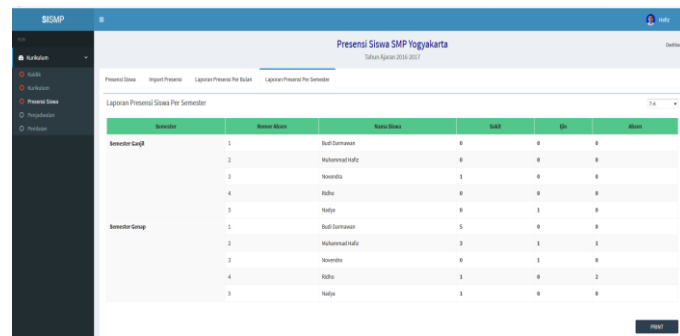 SISMP
Hafiz
Presensi Siswa SMP Yogyakarta
Tahun Ajaran 2016-2017
Kurikulum
Kaldik
Kurikulum
Presensi Siswa
Penjadwalan
Penilaian
Presensi Siswa Import Presensi Laporan Presensi Per Bulan Laporan Presensi Per Semester
Laporan Presensi Siswa Per Semester
7 A
Semester Nomor Absen Nama Siswa Sakit Ijin Absen
Semester Ganjil 1 Budi Darmawan 0 0 0
2 Muhammad Hafiz 0 0 0
3 Novendra 1 0 0
4 Ridho 0 0 0
5 Nadya 0 1 0
Semester Genap 1 Budi Darmawan 5 0 0
2 Muhammad Hafiz 3 1 1
3 Novendra 0 1 0
4 Ridho 1 0 2
5 Nadya 1 0 0
PRINT